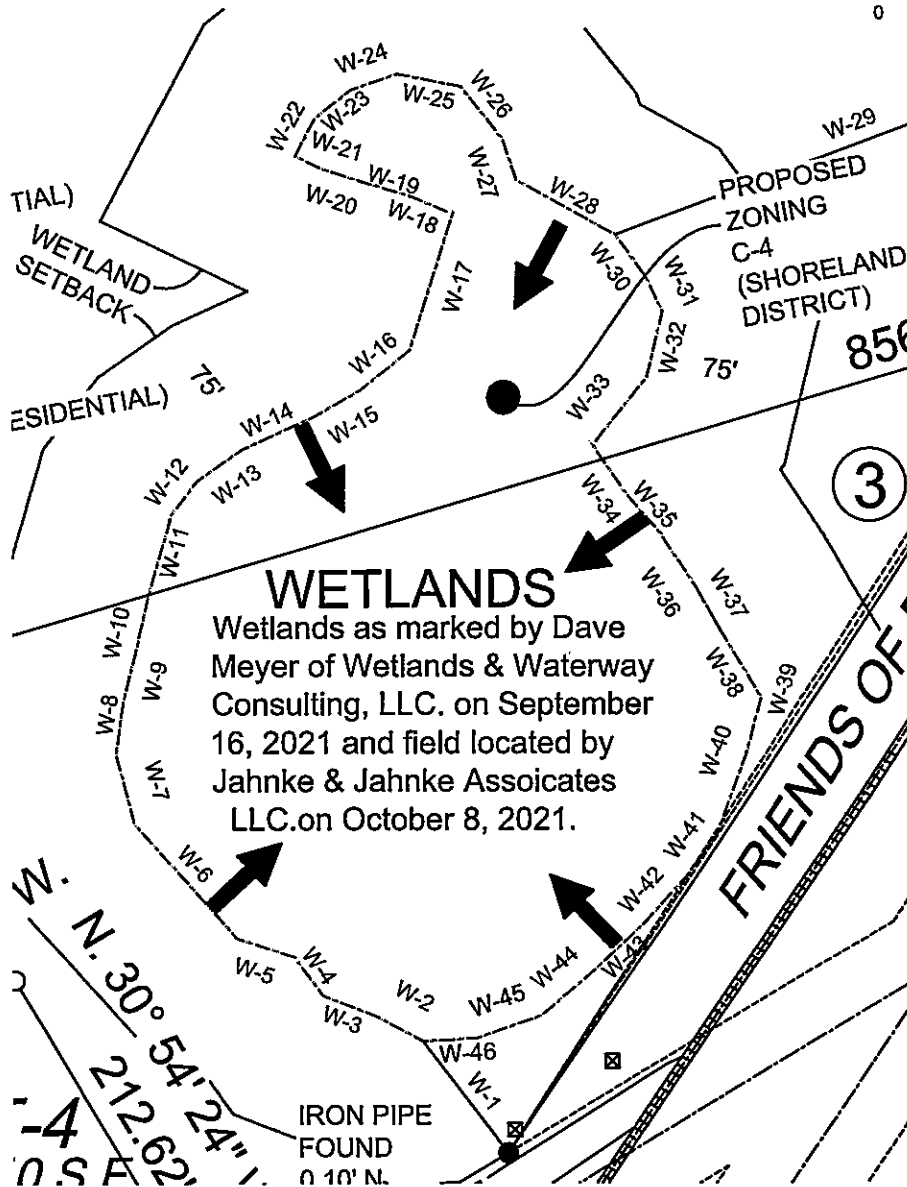 0
W-24
W-25
W-26
W-22
W-23
W-21
W-19
W-20
W-18
W-27
W-28
W-29
PROPOSED
ZONING
C-4
(SHORELAND
DISTRICT)
TIAL)
WETLAND
SETBACK
W-17
W-30
W-31
W-32
W-16
W-33
75'
856
75'
ESIDENTIAL)
W-14
W-15
W-12
W-13
W-34
W-35
3
W-11
W-10
W-9
W-8
W-7
W-36
W-37
W-38
W-39
W-40
WETLANDS
Wetlands as marked by Dave
Meyer of Wetlands & Waterway
Consulting, LLC. on September
16, 2021 and field located by
Jahnke & Jahnke Assoicates
LLC.on October 8, 2021.
FRIENDS OF
W-41
W-42
W-43
W-44
W-45
W-46
W-6
W-5
W-4
W-3
W-2
W-1
W.
N. 30° 54' 24"
212.62'
-4
0 S.F.
IRON PIPE
FOUND
0.10' N.